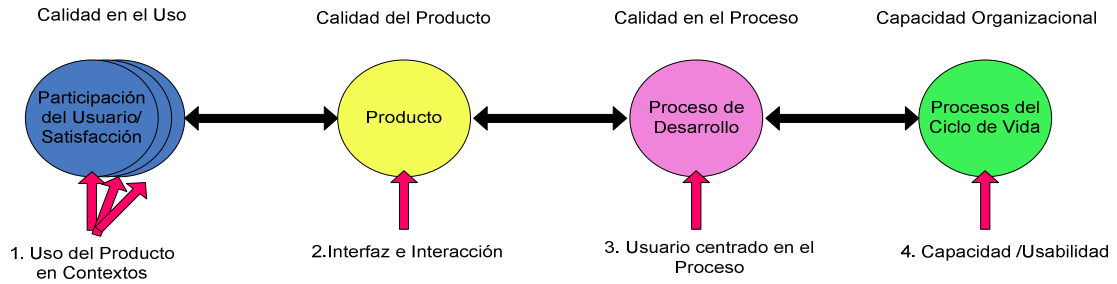 Calidad en el Uso
Calidad del Producto
Calidad en el Proceso
Capacidad Organizacional
Participación
del Usuario/
Satisfacción
Producto
Proceso de
Desarrollo
Procesos del
Ciclo de Vida
1. Uso del Producto
en Contextos
2.Interfaz e Interacción
3. Usuario centrado en el
Proceso
4. Capacidad /Usabilidad